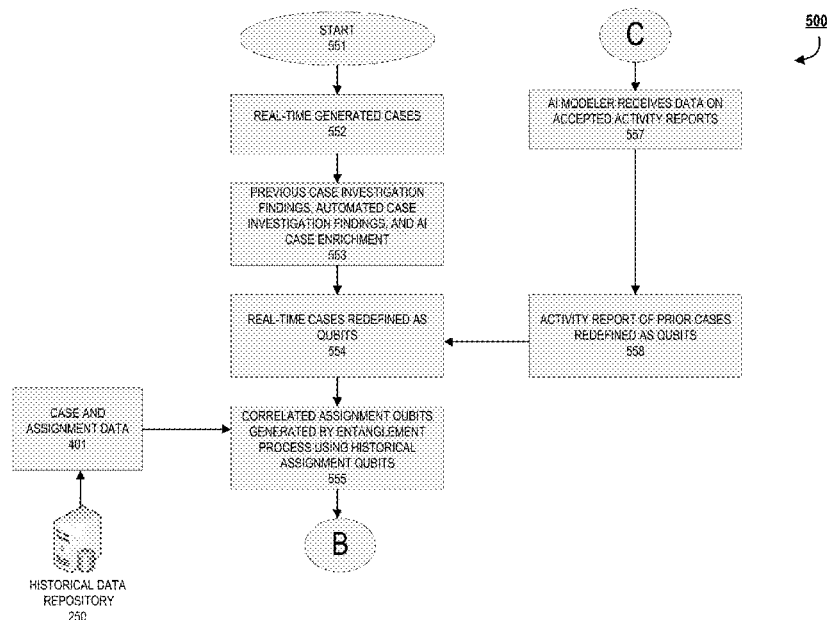 500
START
551
REAL-TIME GENERATED CASES
552
PREVIOUS CASE INVESTIGATION
FINDINGS, AUTOMATED CASE
INVESTIGATION FINDINGS, AND AI
CASE ENRICHMENT
553
REAL-TIME CASES REDEFINED AS
QUBITS
554
CORRELATED ASSIGNMENT QUBITS
GENERATED BY ENTANGLEMENT
PROCESS USING HISTORICAL
ASSIGNMENT QUBITS
555
B
C
AI MODELER RECEIVES DATA ON
ACCEPTED ACTIVITY REPORTS
557
ACTIVITY REPORT OF PRIOR CASES
REDEFINED AS QUBITS
558
CASE AND
ASSIGNMENT DATA
401
HISTORICAL DATA
REPOSITORY
250